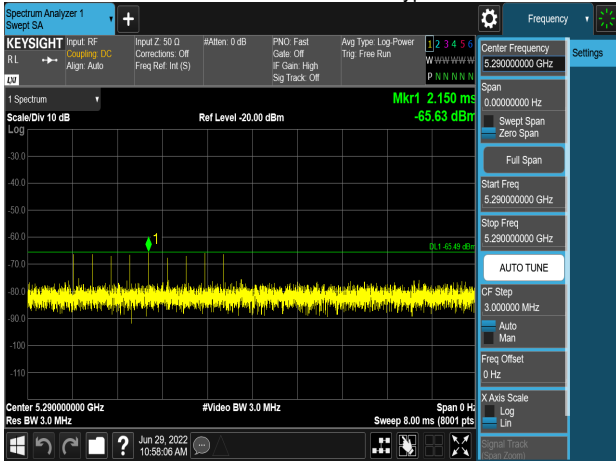 Spectrum Analyzer 1
Swept SA
Frequency
KEYSIGHT
RL
Input: RF
Coupling: DC
Align: Auto
Input Z: 50 Ω
Corrections: Off
Freq Ref: Int (S)
#Atten: 0 dB
PNO: Fast
Gate: Off
IF Gain: High
Sig Track: Off
Avg Type: Log-Power
Trig: Free Run
1 2 3 4 5 6
W W W W W W
P N N N N N
LXI
1 Spectrum
Scale/Div 10 dB
Log
Ref Level -20.00 dBm
Mkr1 2.150 ms
-65.63 dBm
-30.0
-40.0
-50.0
-60.0
-70.0
-80.0
-90.0
-100
-110
1
DL1 -65.49 dBm
Center 5.290000000 GHz
Res BW 3.0 MHz
#Video BW 3.0 MHz
Span 0 Hz
Sweep 8.00 ms (8001 pts
Jun 29, 2022
10:58:06 AM
?
Center Frequency
5.290000000 GHz
Settings
Span
0.00000000 Hz
Swept Span
Zero Span
Full Span
Start Freq
5.290000000 GHz
Stop Freq
5.290000000 GHz
AUTO TUNE
CF Step
3.000000 MHz
Auto
Man
Freq Offset
0 Hz
X Axis Scale
Log
Lin
Signal Track
(Span Zoom)